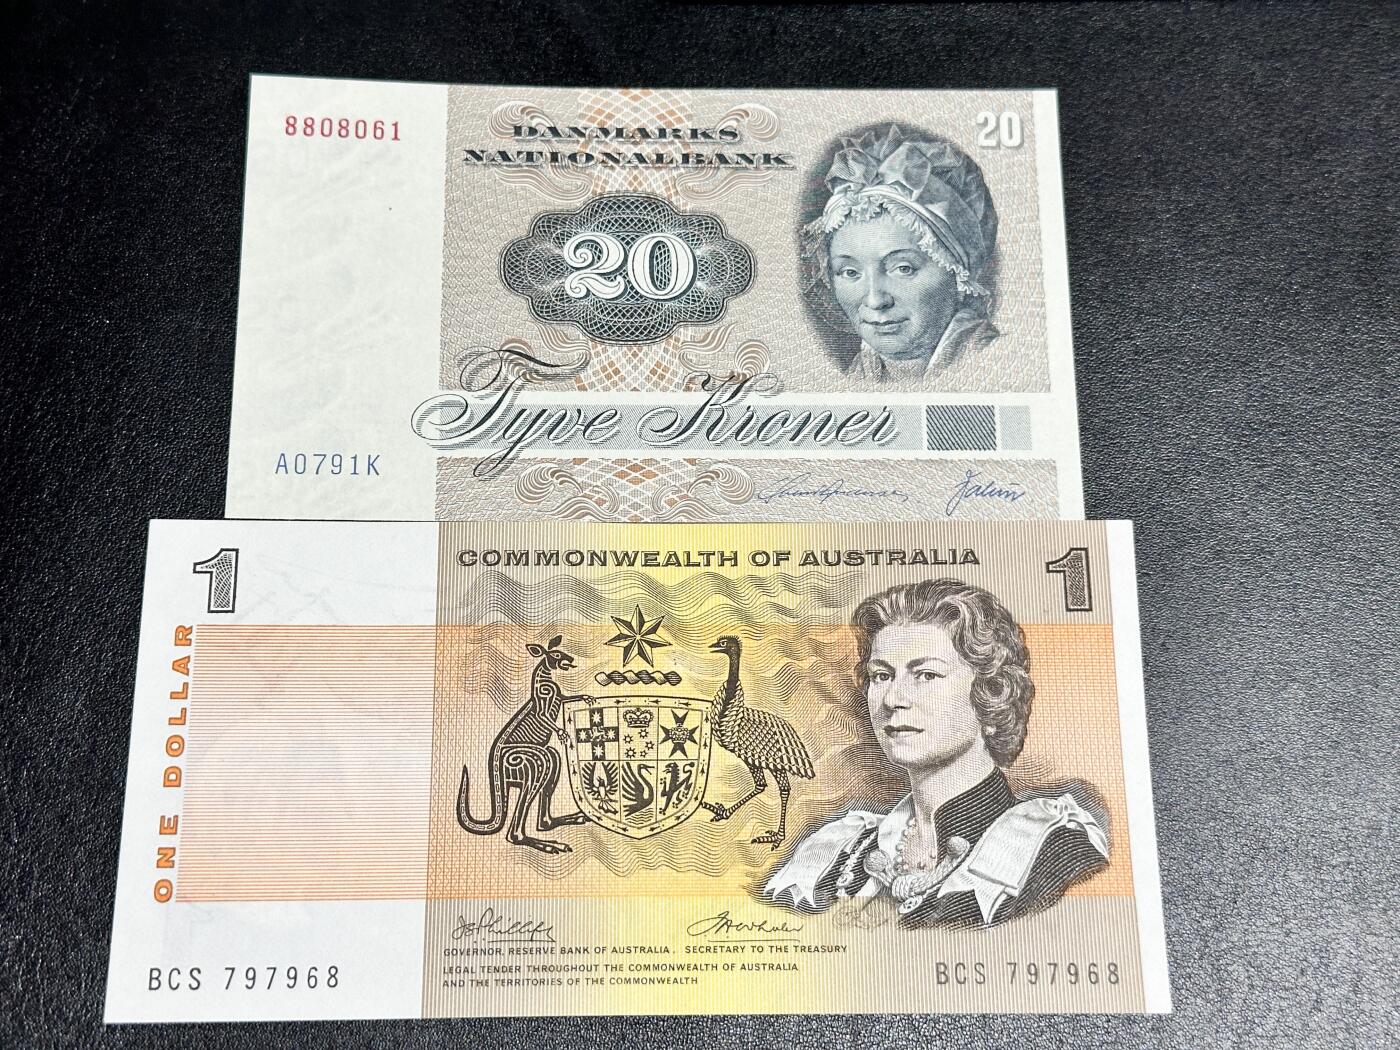 8808061
DANMARKS
NATIONALBANK
20
20
Tyve Kroner
A0791K
1
COMMONWEALTH OF AUSTRALIA
1
ONE DOLLAR
GOVERNOR, RESERVE BANK OF AUSTRALIA. SECRETARY TO THE TREASURY
LEGAL TENDER THROUGHOUT THE COMMONWEALTH OF AUSTRALIA
AND THE TERRITORIES OF THE COMMONWEALTH
BCS 797968
BCS 797968